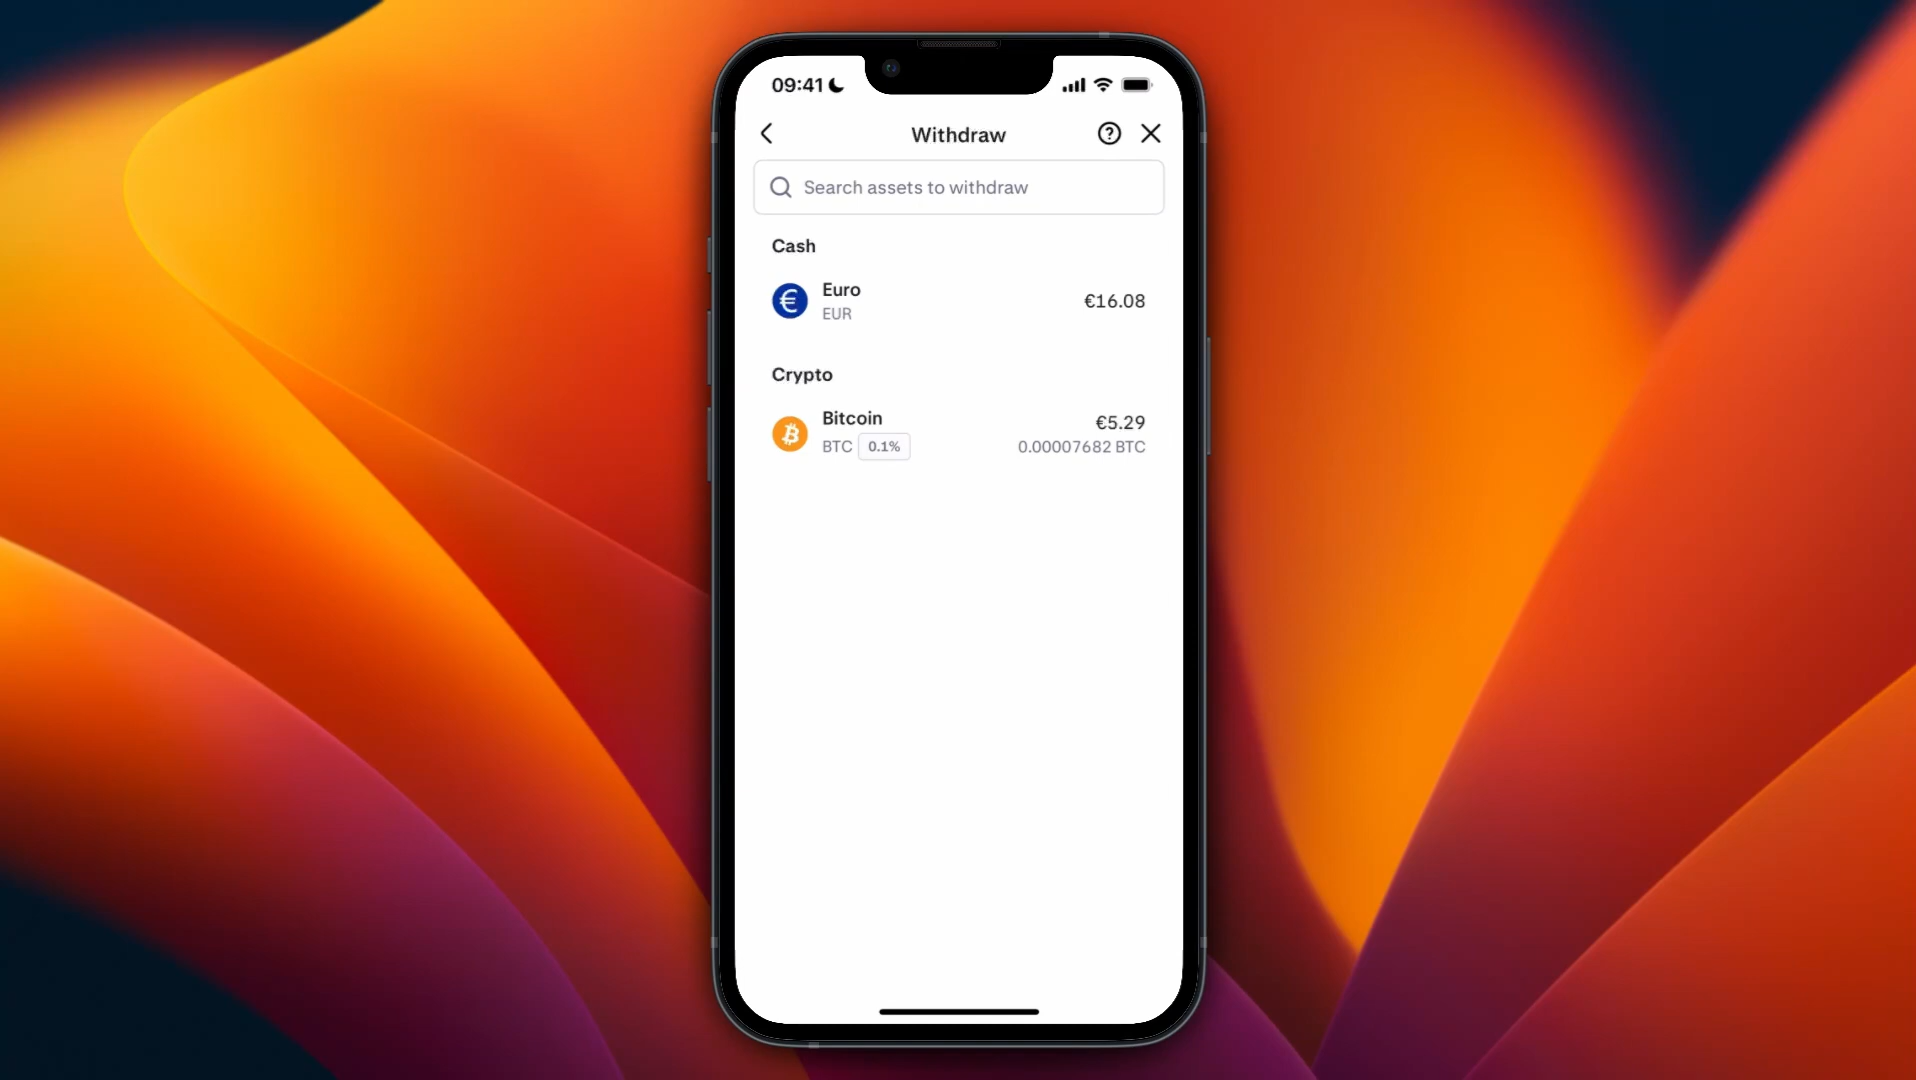 09:41
Withdraw
Search assets to withdraw
Cash
Euro
EUR
€16.08
Crypto
Bitcoin
BTC 0.1%
€5.29
0.00007682 BTC